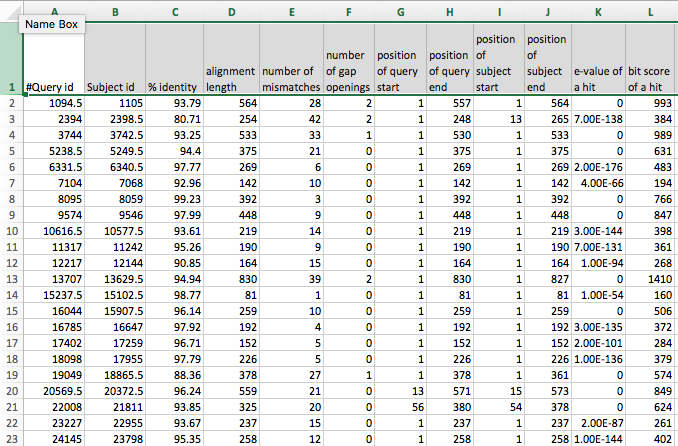 A B C D E F G H I J K L
Name Box
1 #Query id Subject id % identity alignment length number of mismatches number of gap openings position of query start position of query end position of subject start position of subject end e-value of a hit bit score of a hit
2 1094.5 1105 93.79 564 28 2 1 557 1 564 0 993
3 2394 2398.5 80.71 254 42 2 1 248 13 265 7.00E-138 384
4 3744 3742.5 93.25 533 33 1 1 530 1 533 0 989
5 5238.5 5249.5 94.4 375 21 0 1 375 1 375 0 631
6 6331.5 6340.5 97.77 269 6 0 1 269 1 269 2.00E-176 483
7 7104 7068 92.96 142 10 0 1 142 1 142 4.00E-66 194
8 8095 8059 99.23 392 3 0 1 392 1 392 0 766
9 9574 9546 97.99 448 9 0 1 448 1 448 0 847
10 10616.5 10577.5 93.61 219 14 0 1 219 1 219 3.00E-144 398
11 11317 11242 95.26 190 9 0 1 190 1 190 7.00E-131 361
12 12217 12144 90.85 164 15 0 1 164 1 164 1.00E-94 268
13 13707 13629.5 94.94 830 39 2 1 830 1 827 0 1410
14 15237.5 15102.5 98.77 81 1 0 1 81 1 81 1.00E-54 160
15 16044 15907.5 96.14 259 10 0 1 259 1 259 0 506
16 16785 16647 97.92 192 4 0 1 192 1 192 3.00E-135 372
17 17402 17259 96.71 152 5 0 1 152 1 152 2.00E-101 284
18 18098 17955 97.79 226 5 0 1 226 1 226 1.00E-136 379
19 19049 18865.5 88.36 378 27 1 1 378 1 361 0 574
20 20569.5 20372.5 96.24 559 21 0 13 571 15 573 0 849
21 22008 21811 93.85 325 20 0 56 380 54 378 0 624
22 23227 22955 93.67 237 15 0 1 237 1 237 2.00E-87 261
23 24145 23798 95.35 258 12 0 1 258 1 258 1.00E-144 402